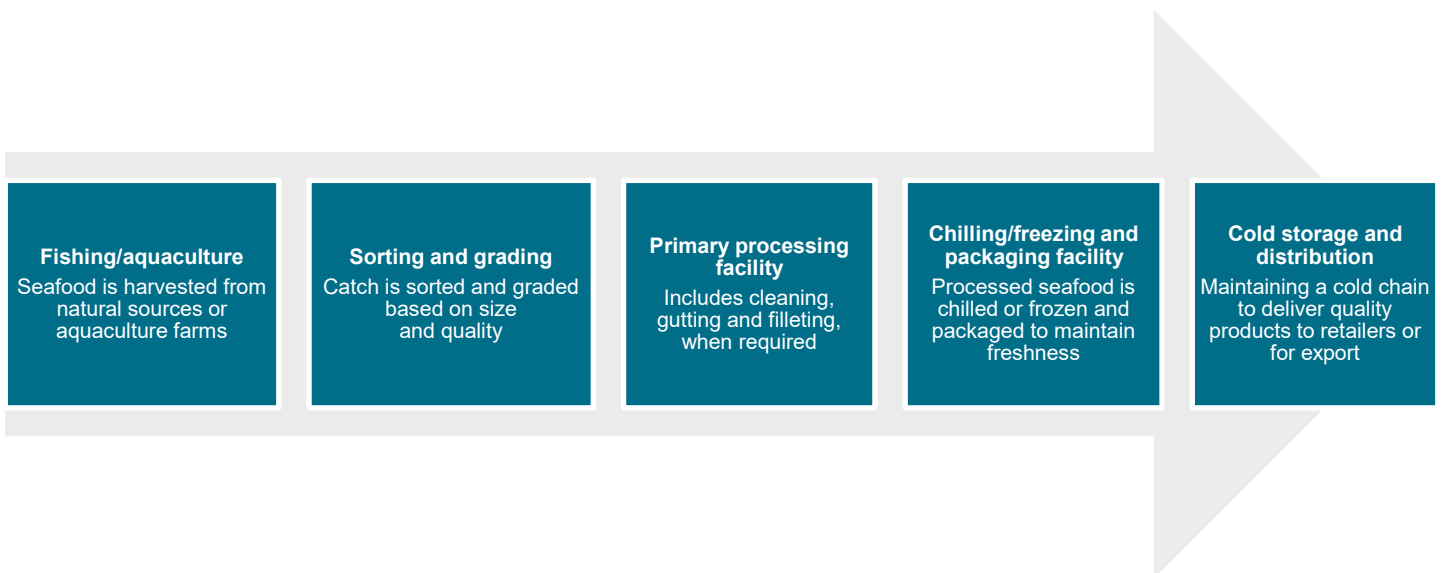 Fishing/aquaculture
Seafood is harvested from
natural sources or
aquaculture farms
Sorting and grading
Catch is sorted and graded
based on size
and quality
Primary processing
facility
Includes cleaning,
gutting and filleting,
when required
Chilling/freezing and
packaging facility
Processed seafood is
chilled or frozen and
packaged to maintain
freshness
Cold storage and
distribution
Maintaining a cold chain
to deliver quality
products to retailers or
for export